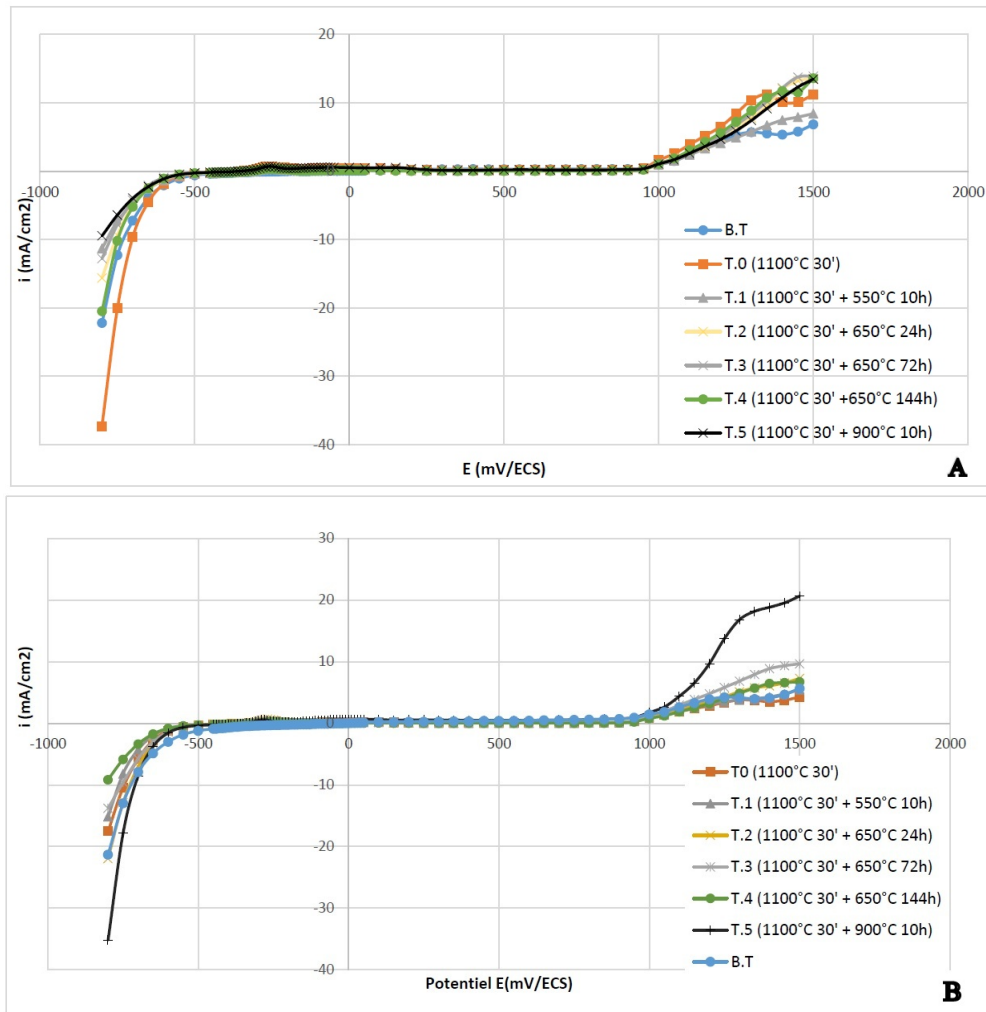 20
10
0
-10
-20
-30
-40
-1000 -500 0 500 1000 1500 2000
i (mA/cm2)
E (mV/ECS)
B.T
T.0 (1100°C 30')
T.1 (1100°C 30' + 550°C 10h)
T.2 (1100°C 30' + 650°C 24h)
T.3 (1100°C 30' + 650°C 72h)
T.4 (1100°C 30' +650°C 144h)
T.5 (1100°C 30' + 900°C 10h)
A
30
20
10
0
-10
-20
-30
-40
-1000 -500 0 500 1000 1500 2000
i (mA/cm2)
Potentiel E(mV/ECS)
T0 (1100°C 30')
T.1 (1100°C 30' + 550°C 10h)
T.2 (1100°C 30' + 650°C 24h)
T.3 (1100°C 30' + 650°C 72h)
T.4 (1100°C 30' + 650°C 144h)
T.5 (1100°C 30' + 900°C 10h)
B.T
B